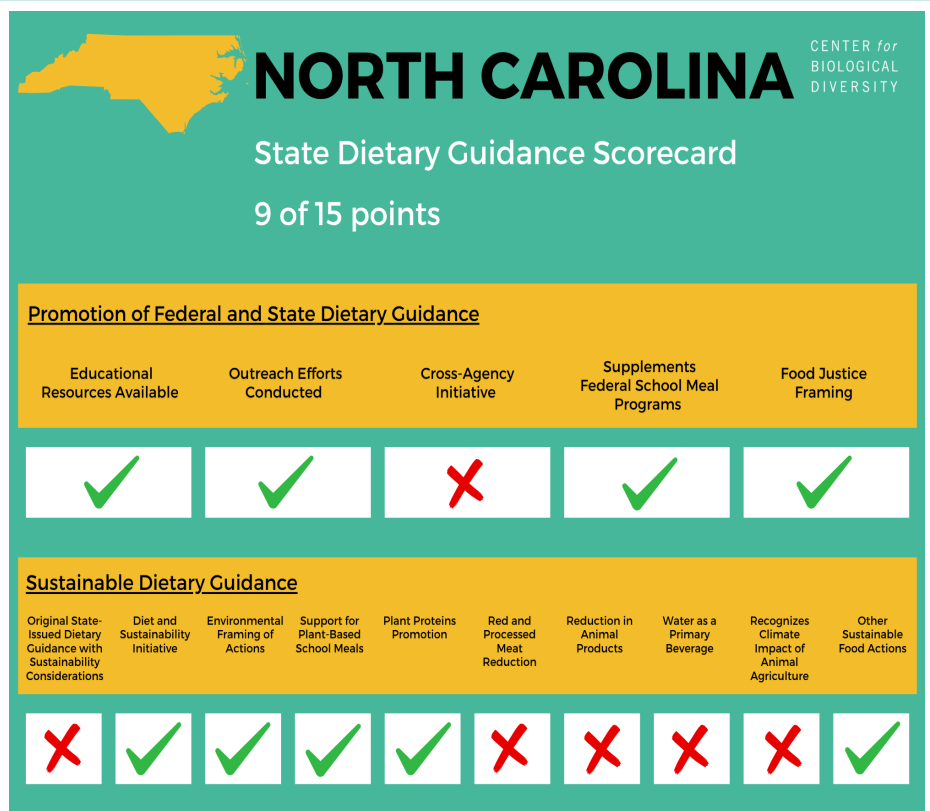 NORTH CAROLINA
CENTER for
BIOLOGICAL
DIVERSITY
State Dietary Guidance Scorecard
9 of 15 points
Promotion of Federal and State Dietary Guidance
Educational
Resources Available
Outreach Efforts
Conducted
Cross-Agency
Initiative
Supplements
Federal School Meal
Programs
Food Justice
Framing
Sustainable Dietary Guidance
Original State-
Issued Dietary
Guidance with
Sustainability
Considerations
Diet and
Sustainability
Initiative
Environmental
Framing of
Actions
Support for
Plant-Based
School Meals
Plant Proteins
Promotion
Red and
Processed
Meat
Reduction
Reduction in
Animal
Products
Water as a
Primary
Beverage
Recognizes
Climate
Impact of
Animal
Agriculture
Other
Sustainable
Food Actions